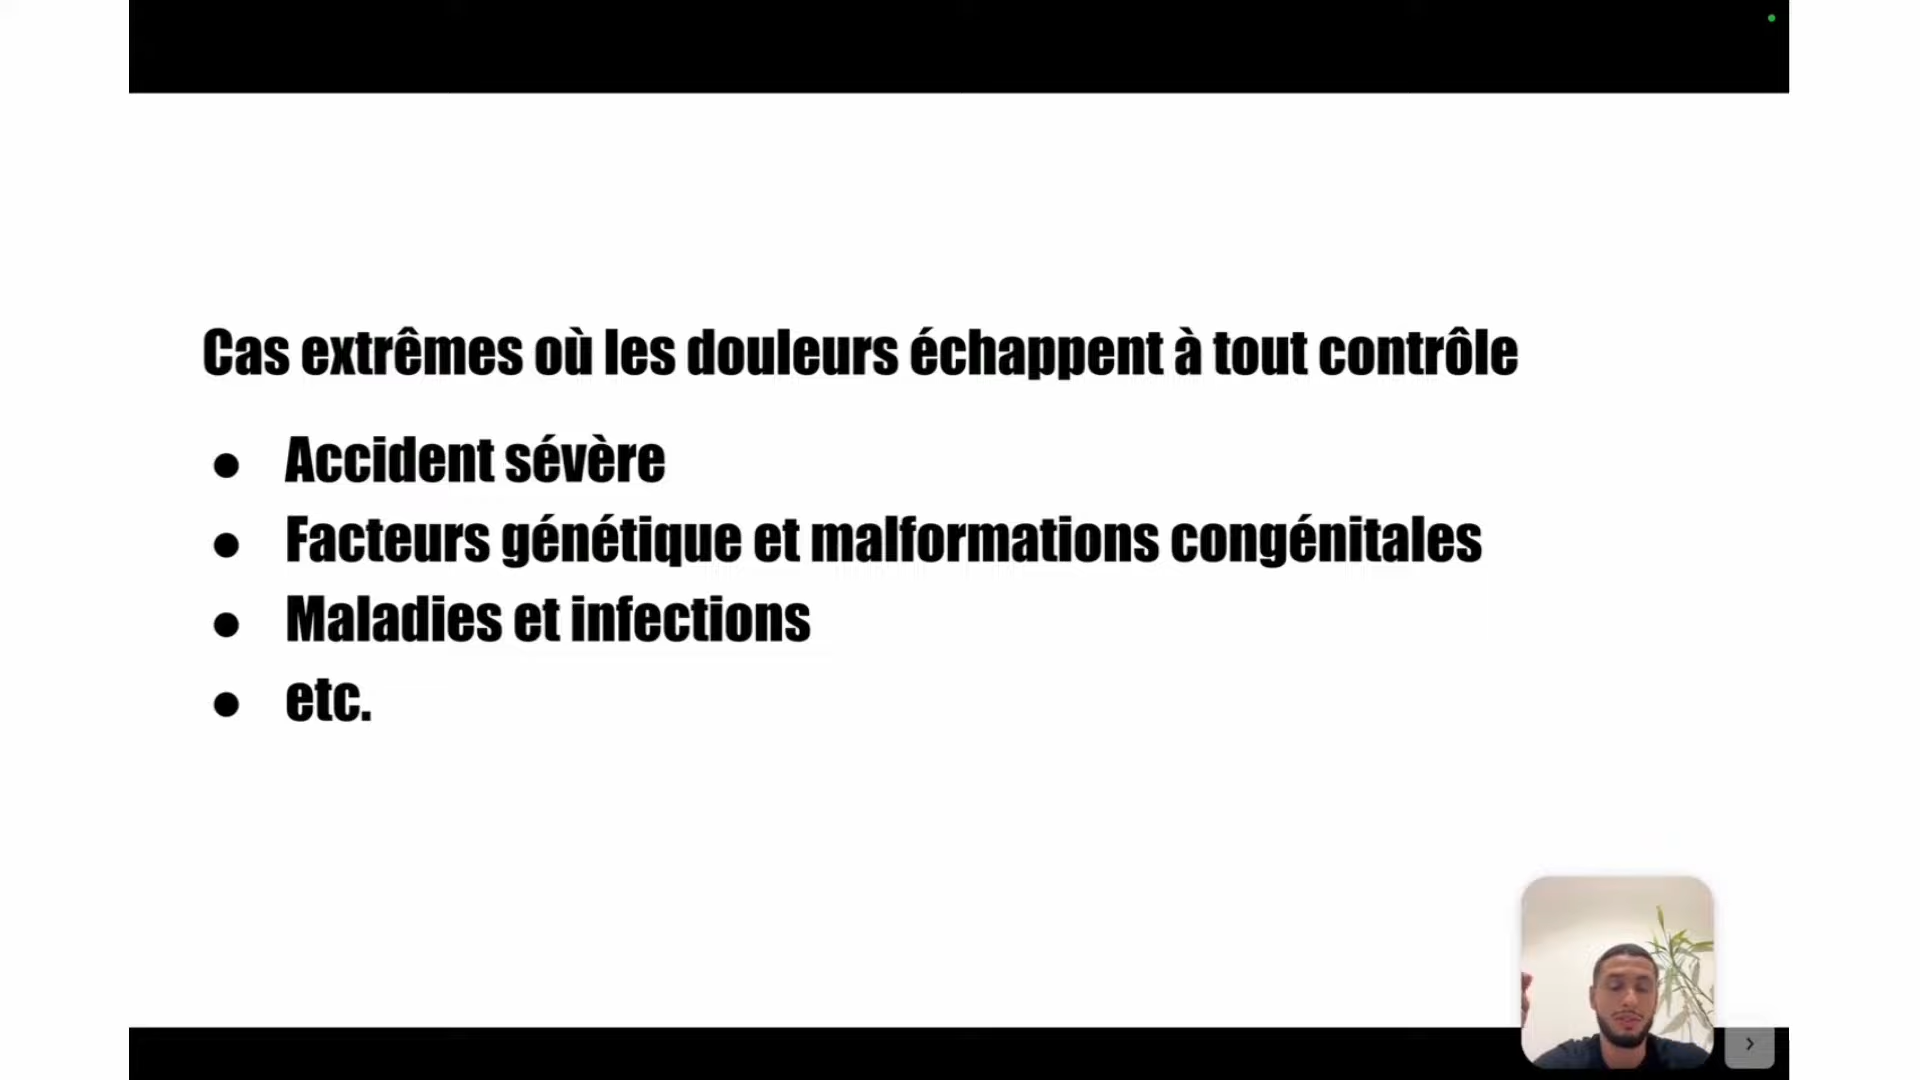 Cas extrêmes où les douleurs échappent à tout contrôle
● Accident sévère
● Facteurs génétique et malformations congénitales
● Maladies et infections
● etc.